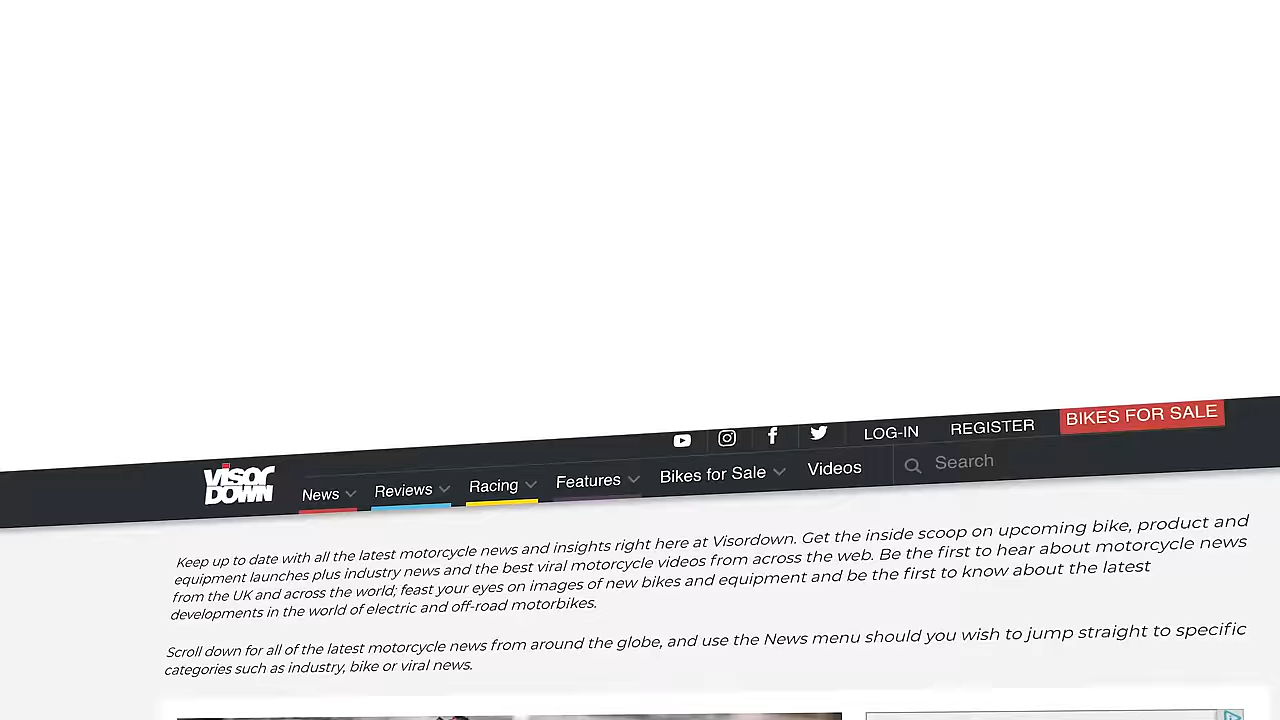 LOG-IN REGISTER BIKES FOR SALE
VISOR DOWN
News Reviews Racing Features Bikes for Sale Videos Search
Keep up to date with all the latest motorcycle news and insights right here at Visordown. Get the inside scoop on upcoming bike, product and
equipment launches plus industry news and the best viral motorcycle videos from across the web. Be the first to hear about motorcycle news
from the UK and across the world; feast your eyes on images of new bikes and equipment and be the first to know about the latest
developments in the world of electric and off-road motorbikes.
Scroll down for all of the latest motorcycle news from around the globe, and use the News menu should you wish to jump straight to specific
categories such as industry, bike or viral news.